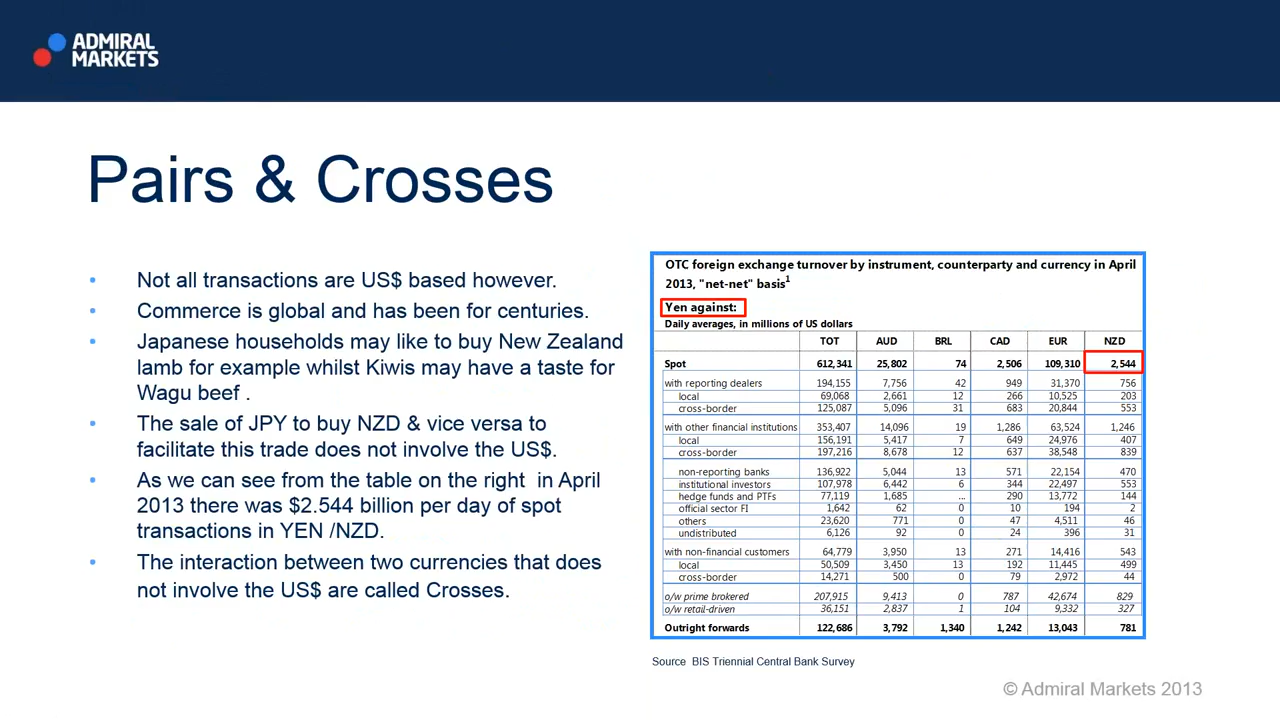 ADMIRAL
MARKETS
Pairs & Crosses
• Not all transactions are US$ based however.
• Commerce is global and has been for centuries.
• Japanese households may like to buy New Zealand
lamb for example whilst Kiwis may have a taste for
Wagu beef .
• The sale of JPY to buy NZD & vice versa to
facilitate this trade does not involve the US$.
• As we can see from the table on the right in April
2013 there was $2.544 billion per day of spot
transactions in YEN /NZD.
• The interaction between two currencies that does
not involve the US$ are called Crosses.
OTC foreign exchange turnover by instrument, counterparty and currency in April
2013, "net-net" basis1
Yen against:
Daily averages, in millions of US dollars
TOT AUD BRL CAD EUR NZD
Spot 612,341 25,802 74 2,506 109,310 2,544
with reporting dealers 194,155 7,756 42 949 31,370 756
local 69,068 2,661 12 266 10,525 203
cross-border 125,087 5,096 31 683 20,844 553
with other financial institutions 353,407 14,096 19 1,286 63,524 1,246
local 156,191 5,417 7 649 24,976 407
cross-border 197,216 8,678 12 637 38,548 839
non-reporting banks 136,922 5,044 13 571 22,154 470
institutional investors 107,978 6,442 6 344 22,497 553
hedge funds and PTFs 77,119 1,685 ... 290 13,772 144
official sector FI 1,642 62 0 10 194 2
others 23,620 771 0 47 4,511 46
undistributed 6,126 92 0 24 396 31
with non-financial customers 64,779 3,950 13 271 14,416 543
local 50,509 3,450 13 192 11,445 499
cross-border 14,271 500 0 79 2,972 44
o/w prime brokered 207,915 9,413 0 787 42,674 829
o/w retail-driven 36,151 2,837 1 104 9,332 327
Outright forwards 122,686 3,792 1,340 1,242 13,043 781
Source BIS Triennial Central Bank Survey
© Admiral Markets 2013